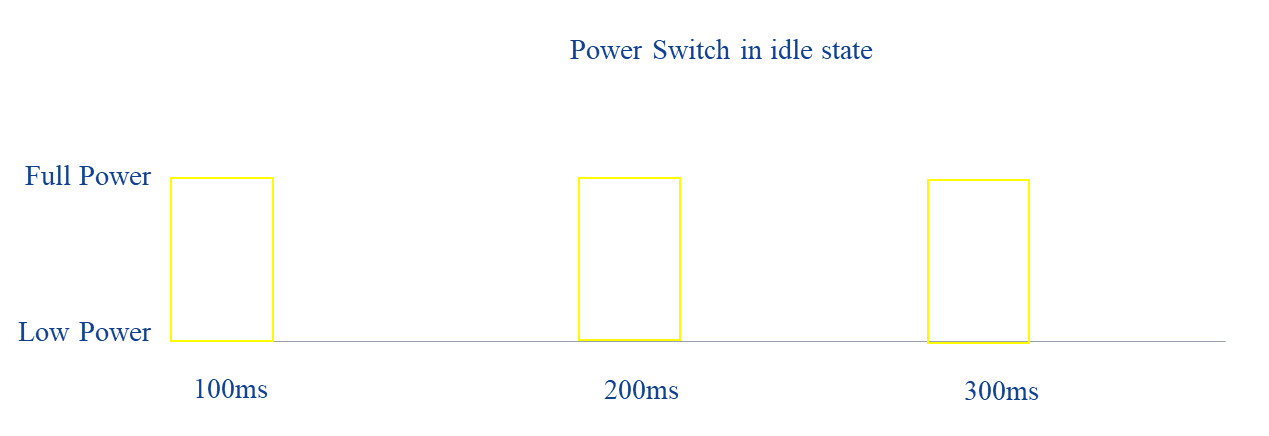 Power Switch in idle state
Full Power
Low Power
100ms
200ms
300ms